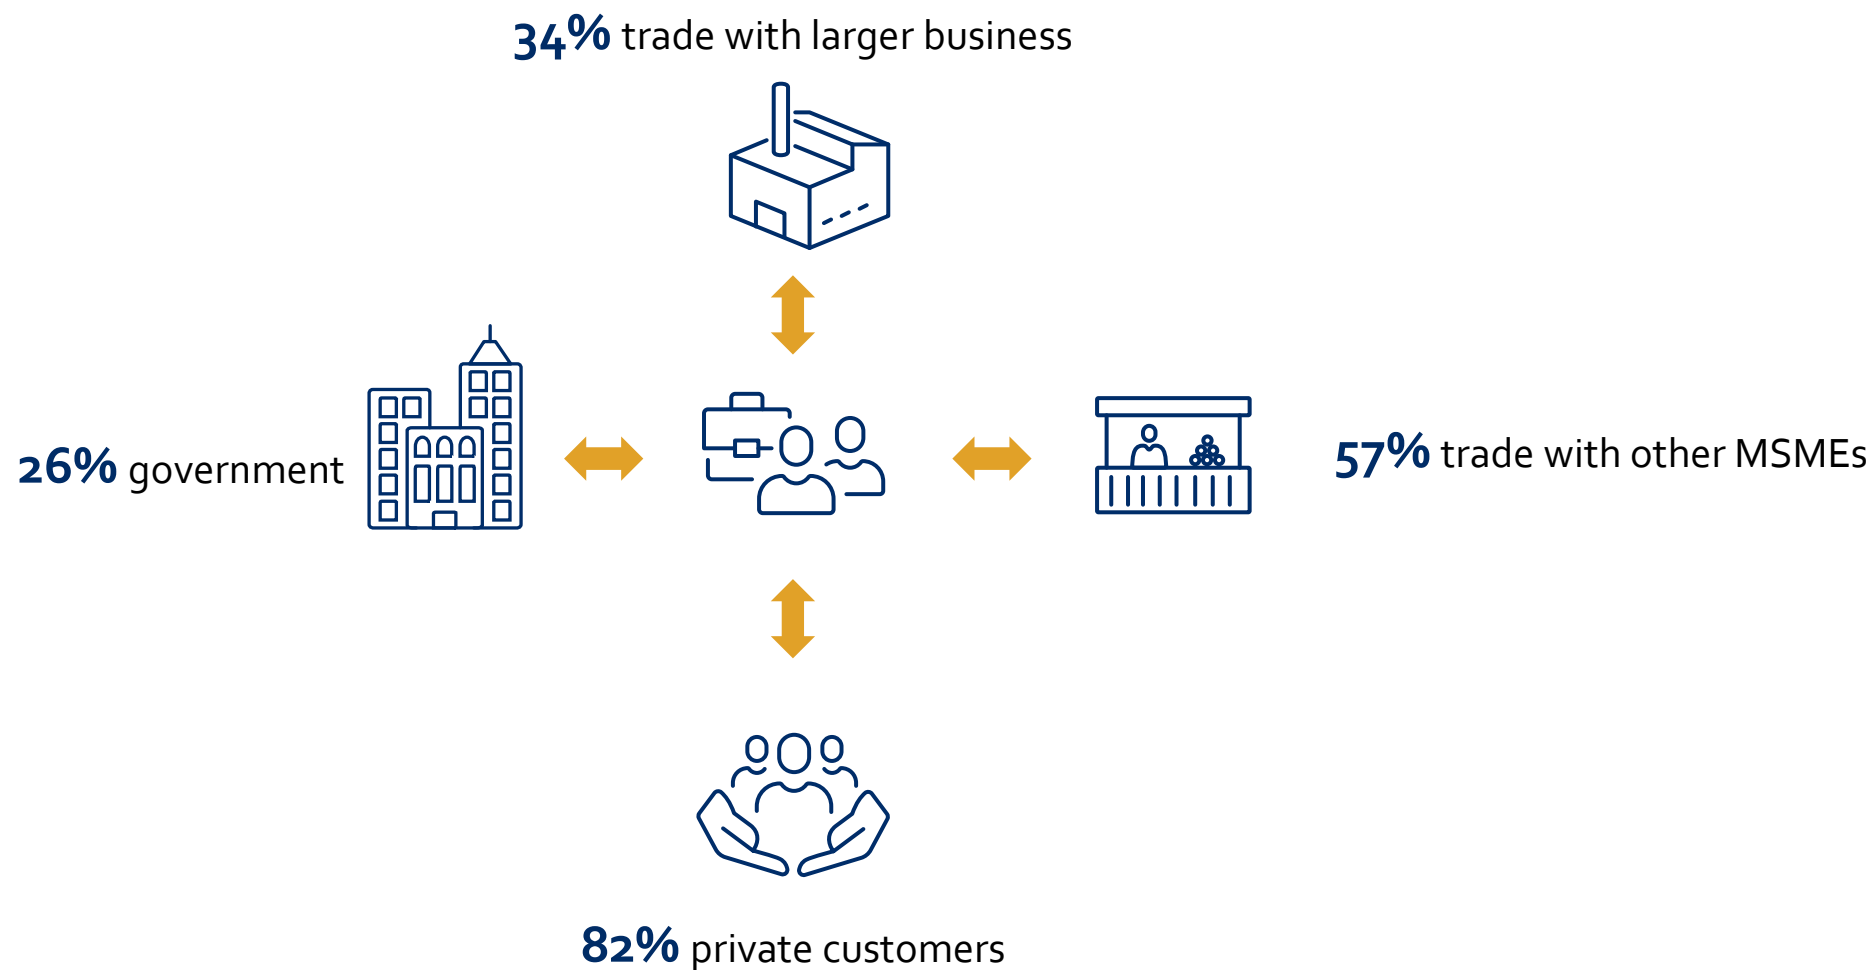 34% trade with larger business
26% government
57% trade with other MSMEs
82% private customers